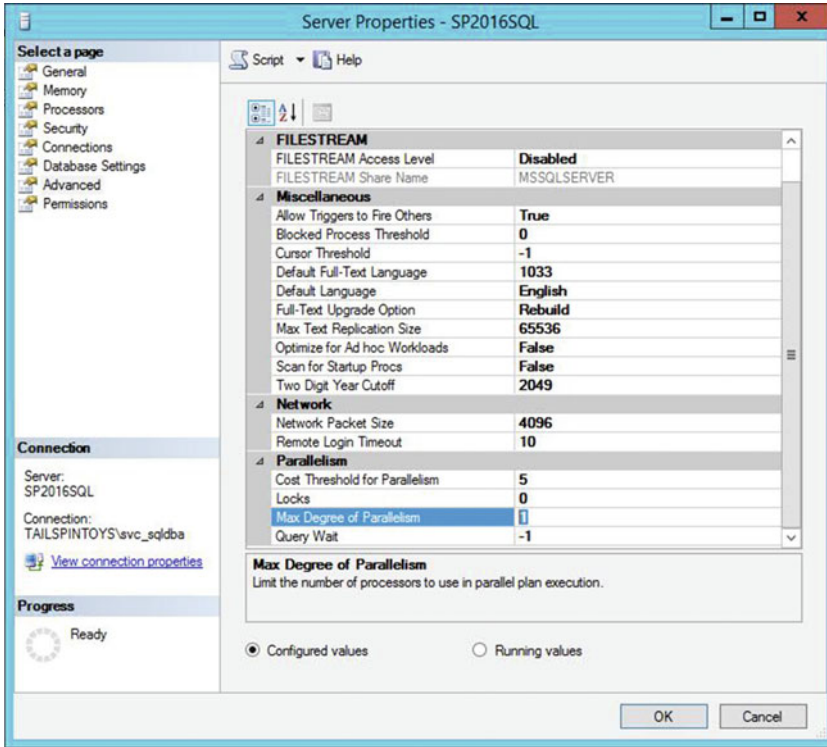 Server Properties - SP2016SQL
Select a page
General
Memory
Processors
Security
Connections
Database Settings
Advanced
Permissions
Script Help
FILESTREAM
FILESTREAM Access Level Disabled
FILESTREAM Share Name MSSQLSERVER
Miscellaneous
Allow Triggers to Fire Others True
Blocked Process Threshold 0
Cursor Threshold -1
Default Full-Text Language 1033
Default Language English
Full-Text Upgrade Option Rebuild
Max Text Replication Size 65536
Optimize for Ad hoc Workloads False
Scan for Startup Procs False
Two Digit Year Cutoff 2049
Network
Network Packet Size 4096
Remote Login Timeout 10
Parallelism
Cost Threshold for Parallelism 5
Locks 0
Max Degree of Parallelism 1
Query Wait -1
Max Degree of Parallelism
Limit the number of processors to use in parallel plan execution.
Configured values Running values
Connection
Server:
SP2016SQL
Connection:
TAILSPINTOYS\svc_sqldba
View connection properties
Progress
Ready
OK Cancel